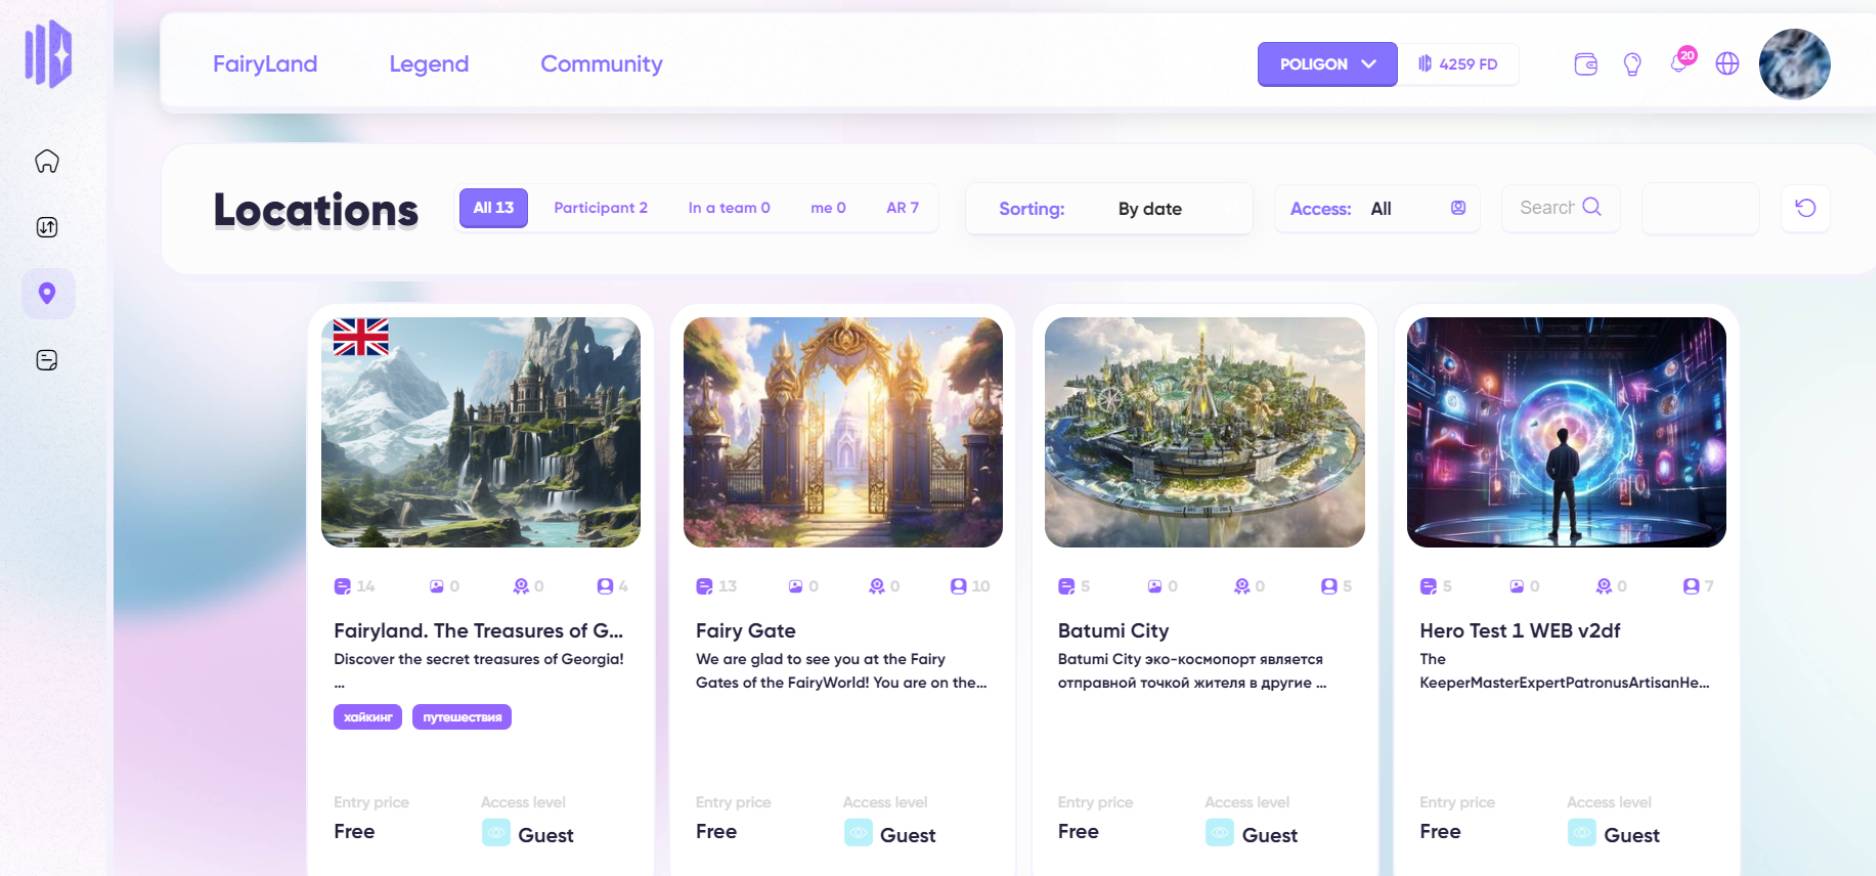 FairyLand Legend Community POLIGON 4259 FD 20
Locations All 13 Participant 2 In a team 0 me 0 AR 7 Sorting: By date Access: All Search
14 0 0 4
Fairyland. The Treasures of G...
Discover the secret treasures of Georgia!
...
хайкинг путешествия
Entry price Access level
Free Guest
13 0 0 10
Fairy Gate
We are glad to see you at the Fairy
Gates of the FairyWorld! You are on the...
Entry price Access level
Free Guest
5 0 0 5
Batumi City
Batumi City эко-космопорт является
отправной точкой жителя в другие ...
Entry price Access level
Free Guest
5 0 0 7
Hero Test 1 WEB v2df
The
KeeperMasterExpertPatronusArtisanHe...
Entry price Access level
Free Guest